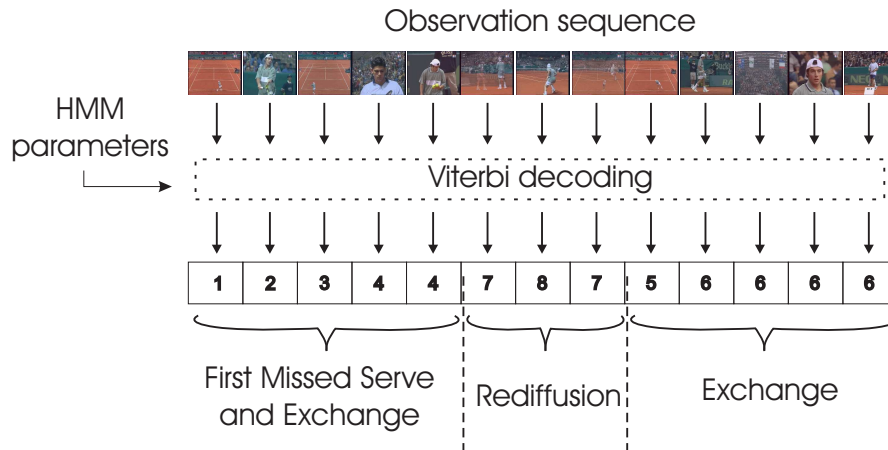 Observation sequence
HMM
parameters
Viterbi decoding
1 2 3 4 4 7 8 7 5 6 6 6 6
First Missed Serve
and Exchange
Rediffusion
Exchange